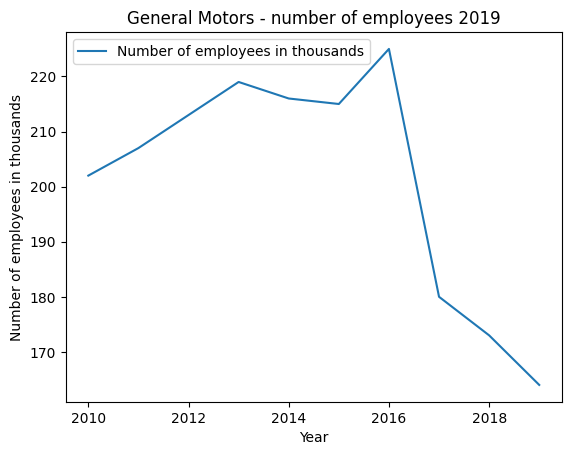 General Motors - number of employees 2019
Number of employees in thousands
Number of employees in thousands
220
210
200
190
180
170
2010
2012
2014
2016
2018
Year